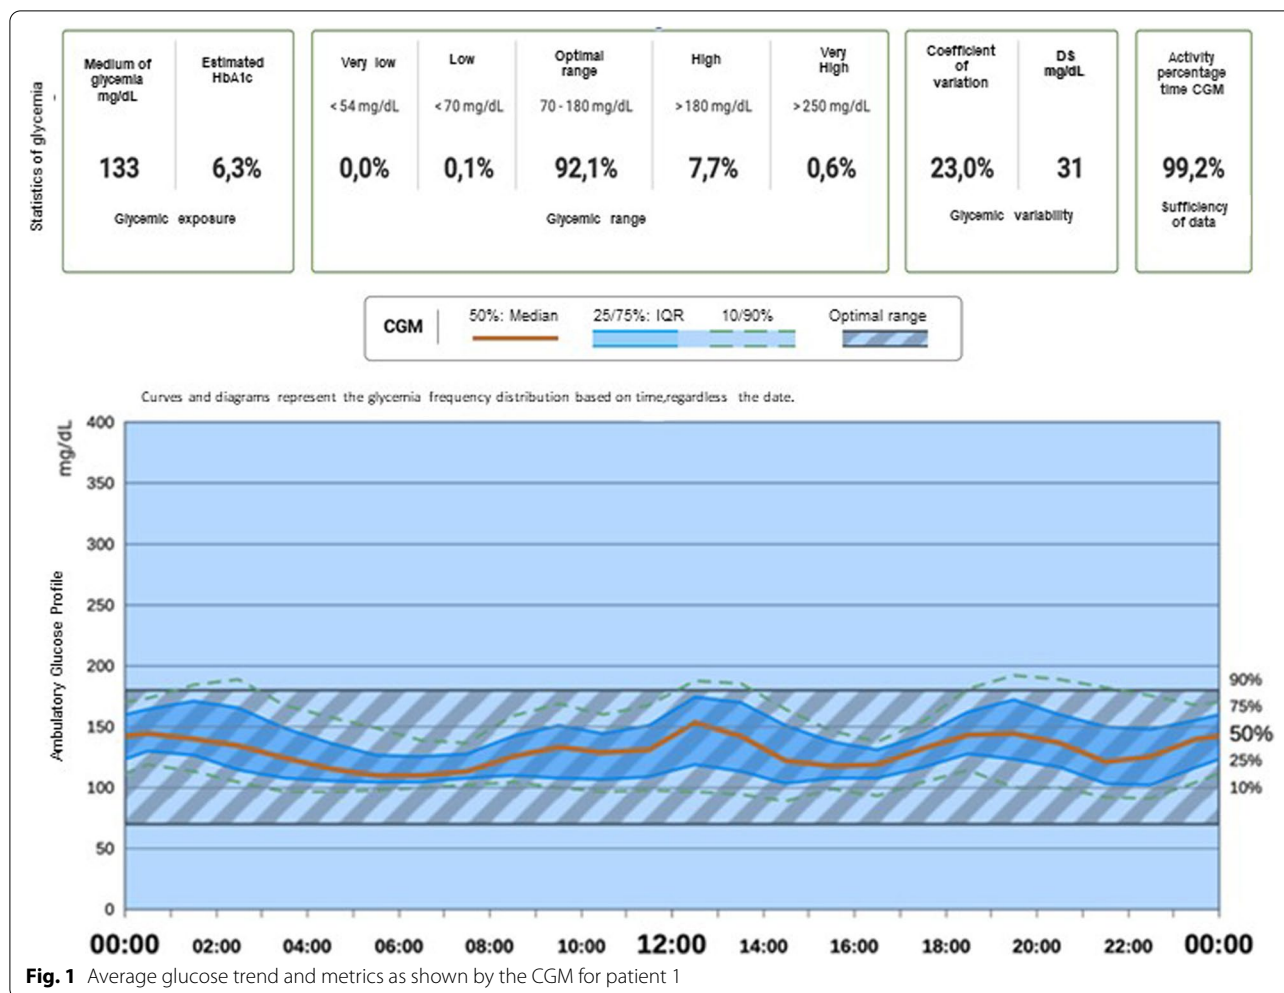 Statistics of glycemia
Medium of
glycemia
mg/dL
133
Estimated
HbA1c
6,3%
Glycemic exposure
Very low
<54 mg/dL
0,0%
Low
<70 mg/dL
0,1%
Optimal
range
70-180 mg/dL
92,1%
High
>180 mg/dL
7,7%
Very
High
>250 mg/dL
0,6%
Glycemic range
Coefficient
of
variation
23,0%
DS
mg/dL
31
Glycemic variability
Activity
percentage
time CGM
99,2%
Sufficiency
of data
CGM
50%: Median
25/75%: IQR
10/90%
Optimal range
Curves and diagrams represent the glycemia frequency distribution based on time,regardless the date.
mg/dL
Ambulatory Glucose Profile
400
350
300
250
200
150
100
50
0
90%
75%
50%
25%
10%
00:00 02:00 04:00 06:00 08:00 10:00 12:00 14:00 16:00 18:00 20:00 22:00 00:00
Fig. 1 Average glucose trend and metrics as shown by the CGM for patient 1